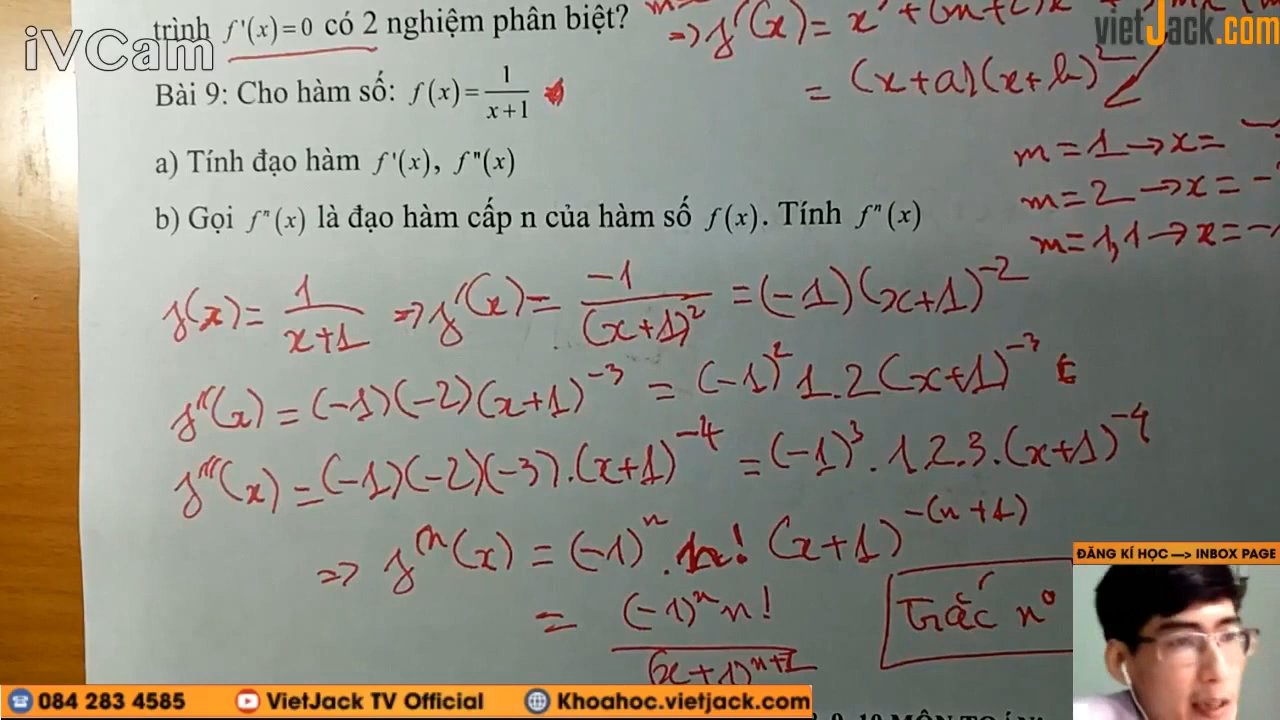 iVCam
vietJack.com
trình f'(x)=0 có 2 nghiệm phân biệt?
= (x+a)(x+b)²
Bài 9: Cho hàm số: f(x)=1/(x+1)
m=1→x=
a) Tính đạo hàm f'(x), f"(x)
m=2→x=-
b) Gọi fⁿ(x) là đạo hàm cấp n của hàm số f(x). Tính fⁿ(x)
m=1,1→x=-
f(x)= 1/(x+1) => f'(x)= -1/(x+1)² =(-1)(x+1)⁻²
f"(x) = (-1)(-2)(x+1)⁻³ = (-1)² 1.2(x+1)⁻³
f'''(x) = (-1)(-2)(-3).(x+1)⁻⁴ = (-1)³.1.2.3.(x+1)⁻⁴
=> fⁿ(x) = (-1)ⁿ.n! (x+1)^-(n+1)
= (-1)ⁿ n!/(x+1)ⁿ⁺¹
Trắc n⁰
ĐĂNG KÍ HỌC —> INBOX PAGE
084 283 4585 VietJack TV Official Khoahoc.vietjack.com